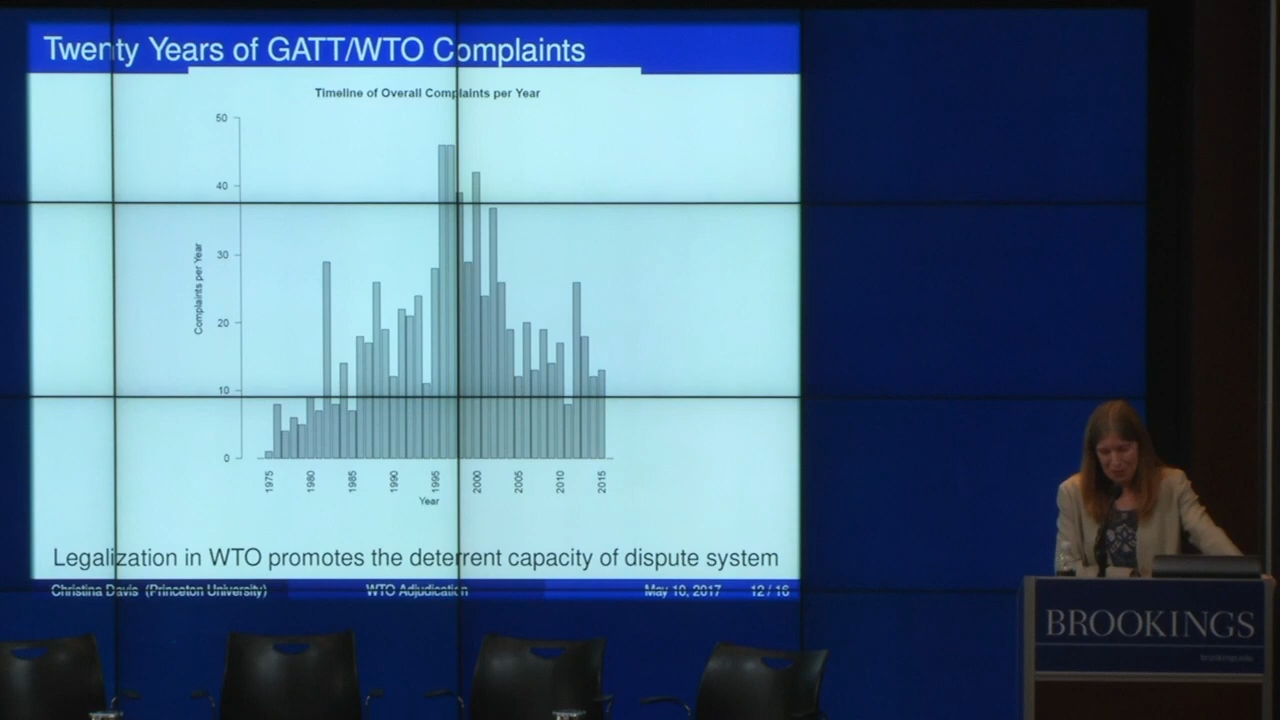 Twenty Years of GATT/WTO Complaints
Timeline of Overall Complaints per Year
50
40
30
20
10
0
Complaints per Year
1975
1980
1985
1990
1995
2000
2005
2010
2015
Year
Legalization in WTO promotes the deterrent capacity of dispute system
Christina Davis (Princeton University) WTO Adjudication May 10, 2017 12 / 16
BROOKINGS
brookings.edu